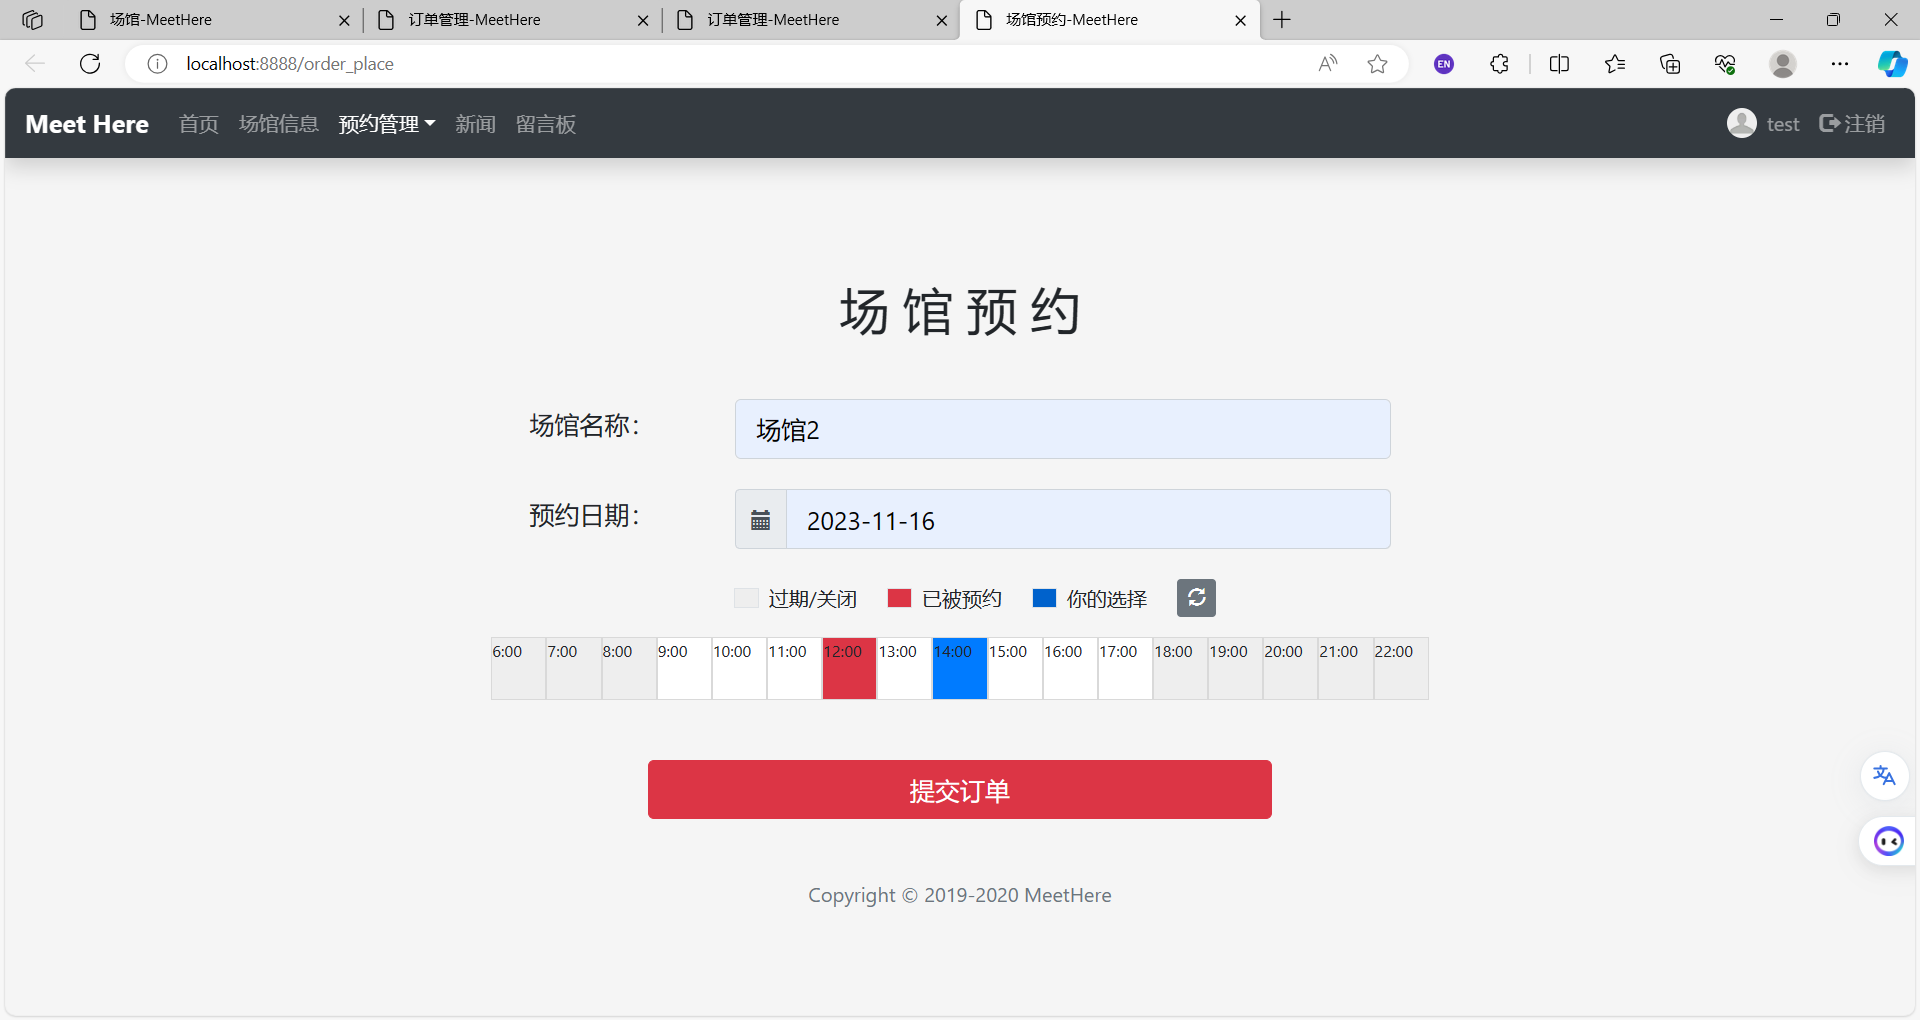 场馆-MeetHere 订单管理-MeetHere 订单管理-MeetHere 场馆预约-MeetHere
localhost:8888/order_place A EN
Meet Here 首页 场馆信息 预约管理 新闻 留言板 test 注销
场馆预约
场馆名称： 场馆2
预约日期： 2023-11-16
过期/关闭 已被预约 你的选择
6:00 7:00 8:00 9:00 10:00 11:00 12:00 13:00 14:00 15:00 16:00 17:00 18:00 19:00 20:00 21:00 22:00
提交订单
文A
Copyright © 2019-2020 MeetHere